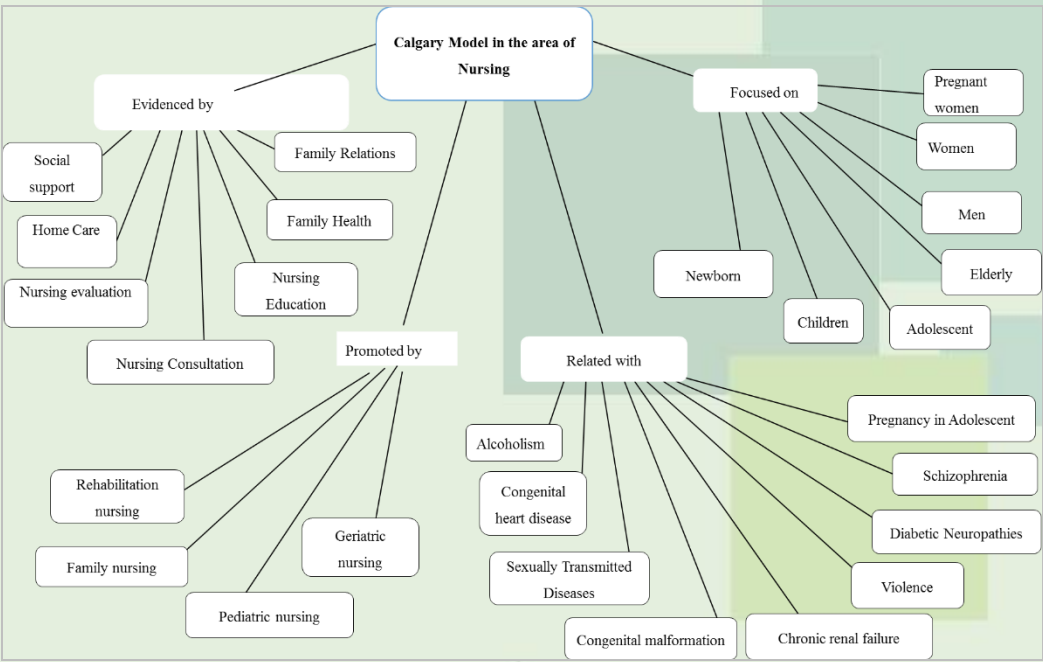 Calgary Model in the area of
Nursing
Evidenced by
Social
support
Home Care
Nursing evaluation
Nursing Consultation
Nursing
Education
Family Health
Family Relations
Promoted by
Rehabilitation
nursing
Family nursing
Pediatric nursing
Geriatric
nursing
Related with
Alcoholism
Congenital
heart disease
Sexually Transmitted
Diseases
Congenital malformation
Chronic renal failure
Violence
Diabetic Neuropathies
Schizophrenia
Pregnancy in Adolescent
Focused on
Newborn
Children
Adolescent
Elderly
Men
Women
Pregnant
women